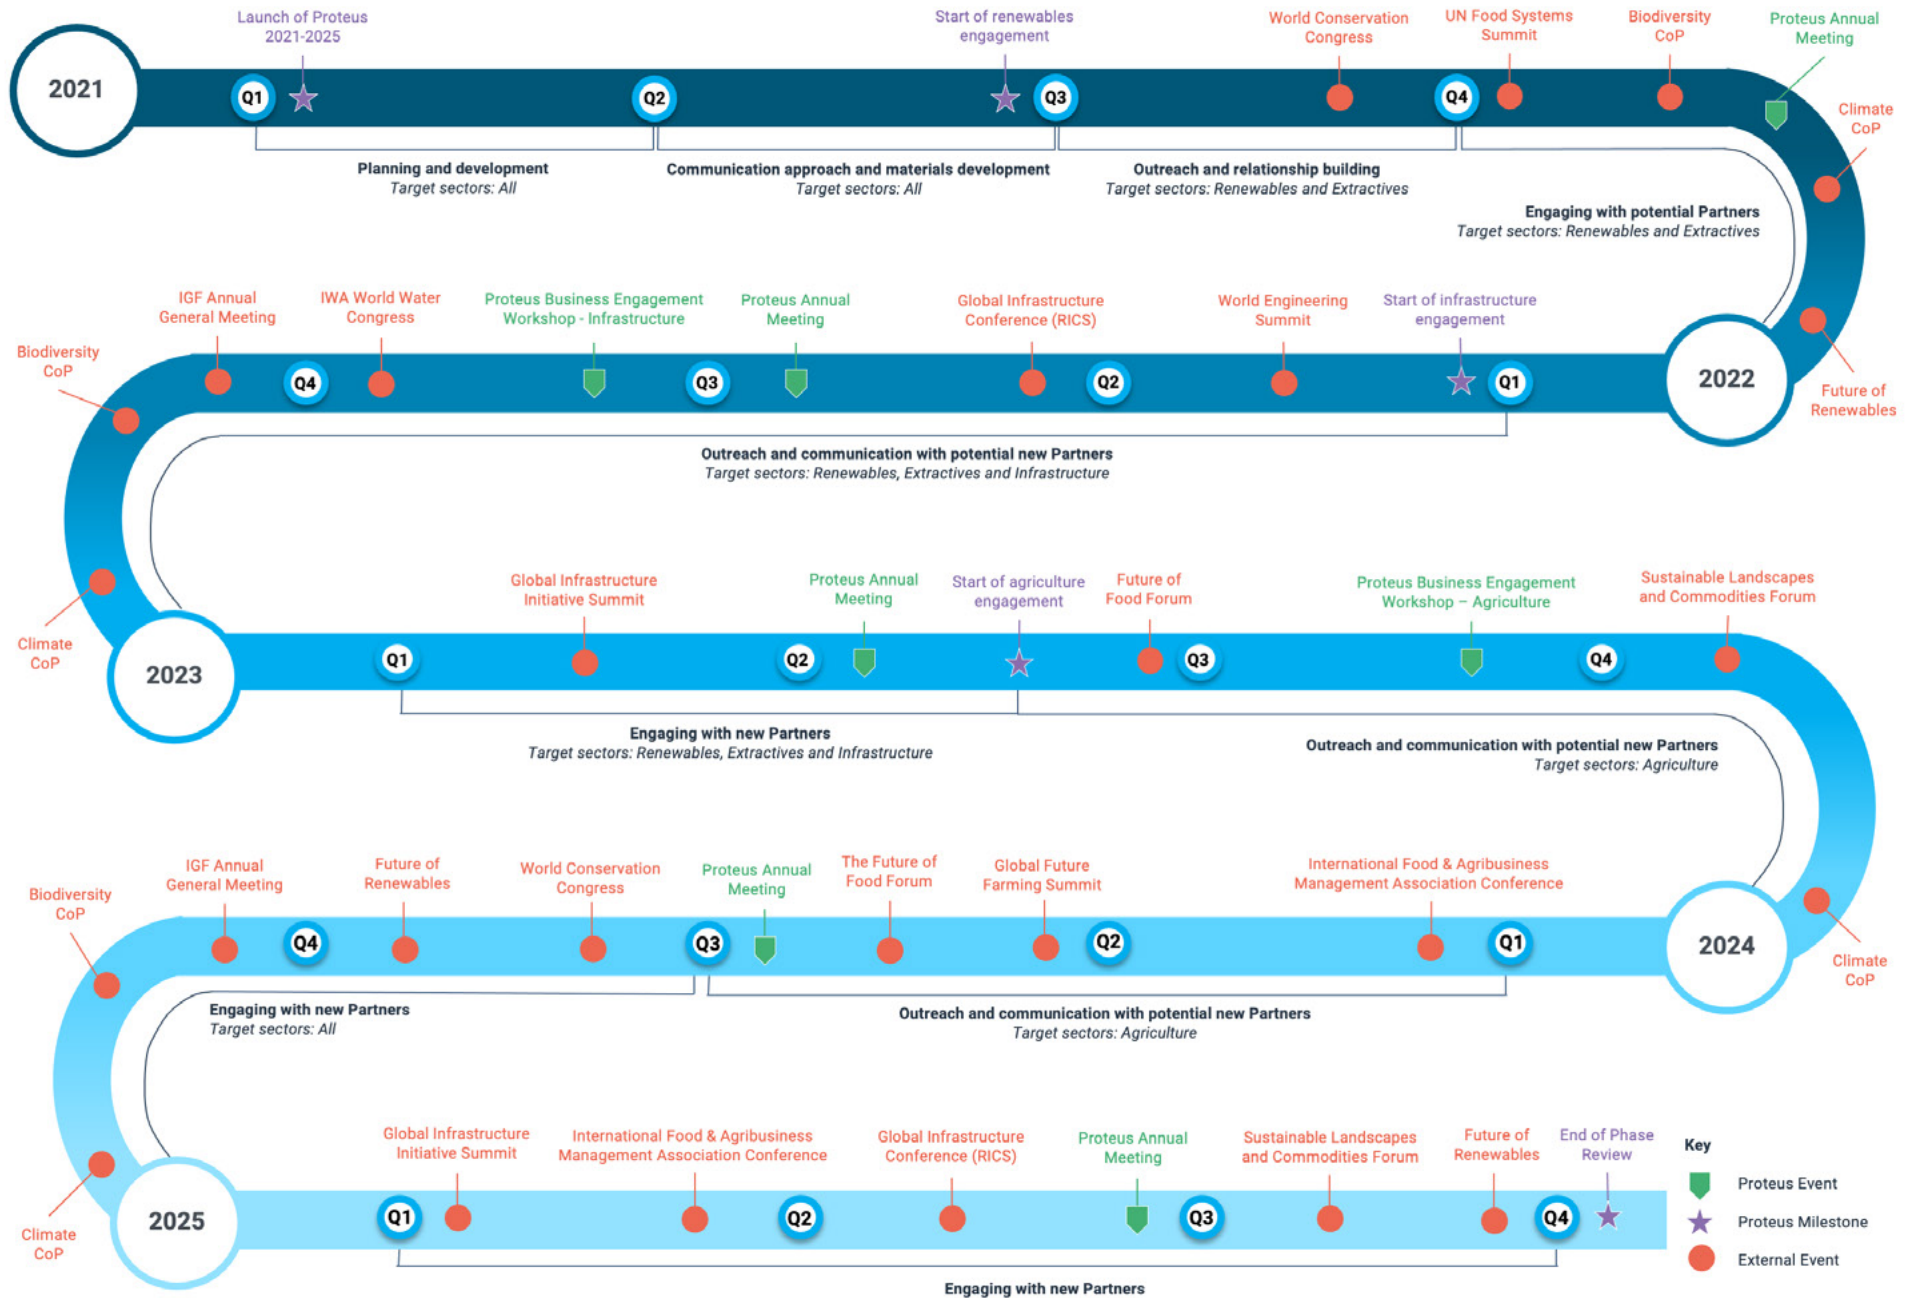 Launch of Proteus
2021-2025
Start of renewables
engagement
World Conservation
Congress
UN Food Systems
Summit
Biodiversity
CoP
Proteus Annual
Meeting
Climate
CoP
2021
Q1
Q2
Q3
Q4
Planning and development
Target sectors: All
Communication approach and materials development
Target sectors: All
Outreach and relationship building
Target sectors: Renewables and Extractives
Engaging with potential Partners
Target sectors: Renewables and Extractives
Future of
Renewables
2022
Q1
Start of infrastructure
engagement
World Engineering
Summit
Q2
Global Infrastructure
Conference (RICS)
Proteus Annual
Meeting
Q3
Proteus Business Engagement
Workshop - Infrastructure
IWA World Water
Congress
Q4
IGF Annual
General Meeting
Biodiversity
CoP
Outreach and communication with potential new Partners
Target sectors: Renewables, Extractives and Infrastructure
Climate
CoP
2023
Q1
Global Infrastructure
Initiative Summit
Q2
Proteus Annual
Meeting
Start of agriculture
engagement
Future of
Food Forum
Q3
Proteus Business Engagement
Workshop – Agriculture
Q4
Sustainable Landscapes
and Commodities Forum
Engaging with new Partners
Target sectors: Renewables, Extractives and Infrastructure
Outreach and communication with potential new Partners
Target sectors: Agriculture
Climate
CoP
2024
Q1
International Food & Agribusiness
Management Association Conference
Q2
Global Future
Farming Summit
The Future of
Food Forum
Proteus Annual
Meeting
Q3
World Conservation
Congress
Future of
Renewables
Q4
IGF Annual
General Meeting
Biodiversity
CoP
Outreach and communication with potential new Partners
Target sectors: Agriculture
Engaging with new Partners
Target sectors: All
Climate
CoP
2025
Q1
Global Infrastructure
Initiative Summit
International Food & Agribusiness
Management Association Conference
Q2
Global Infrastructure
Conference (RICS)
Proteus Annual
Meeting
Q3
Sustainable Landscapes
and Commodities Forum
Future of
Renewables
Q4
End of Phase
Review
Engaging with new Partners
Key
Proteus Event
Proteus Milestone
External Event